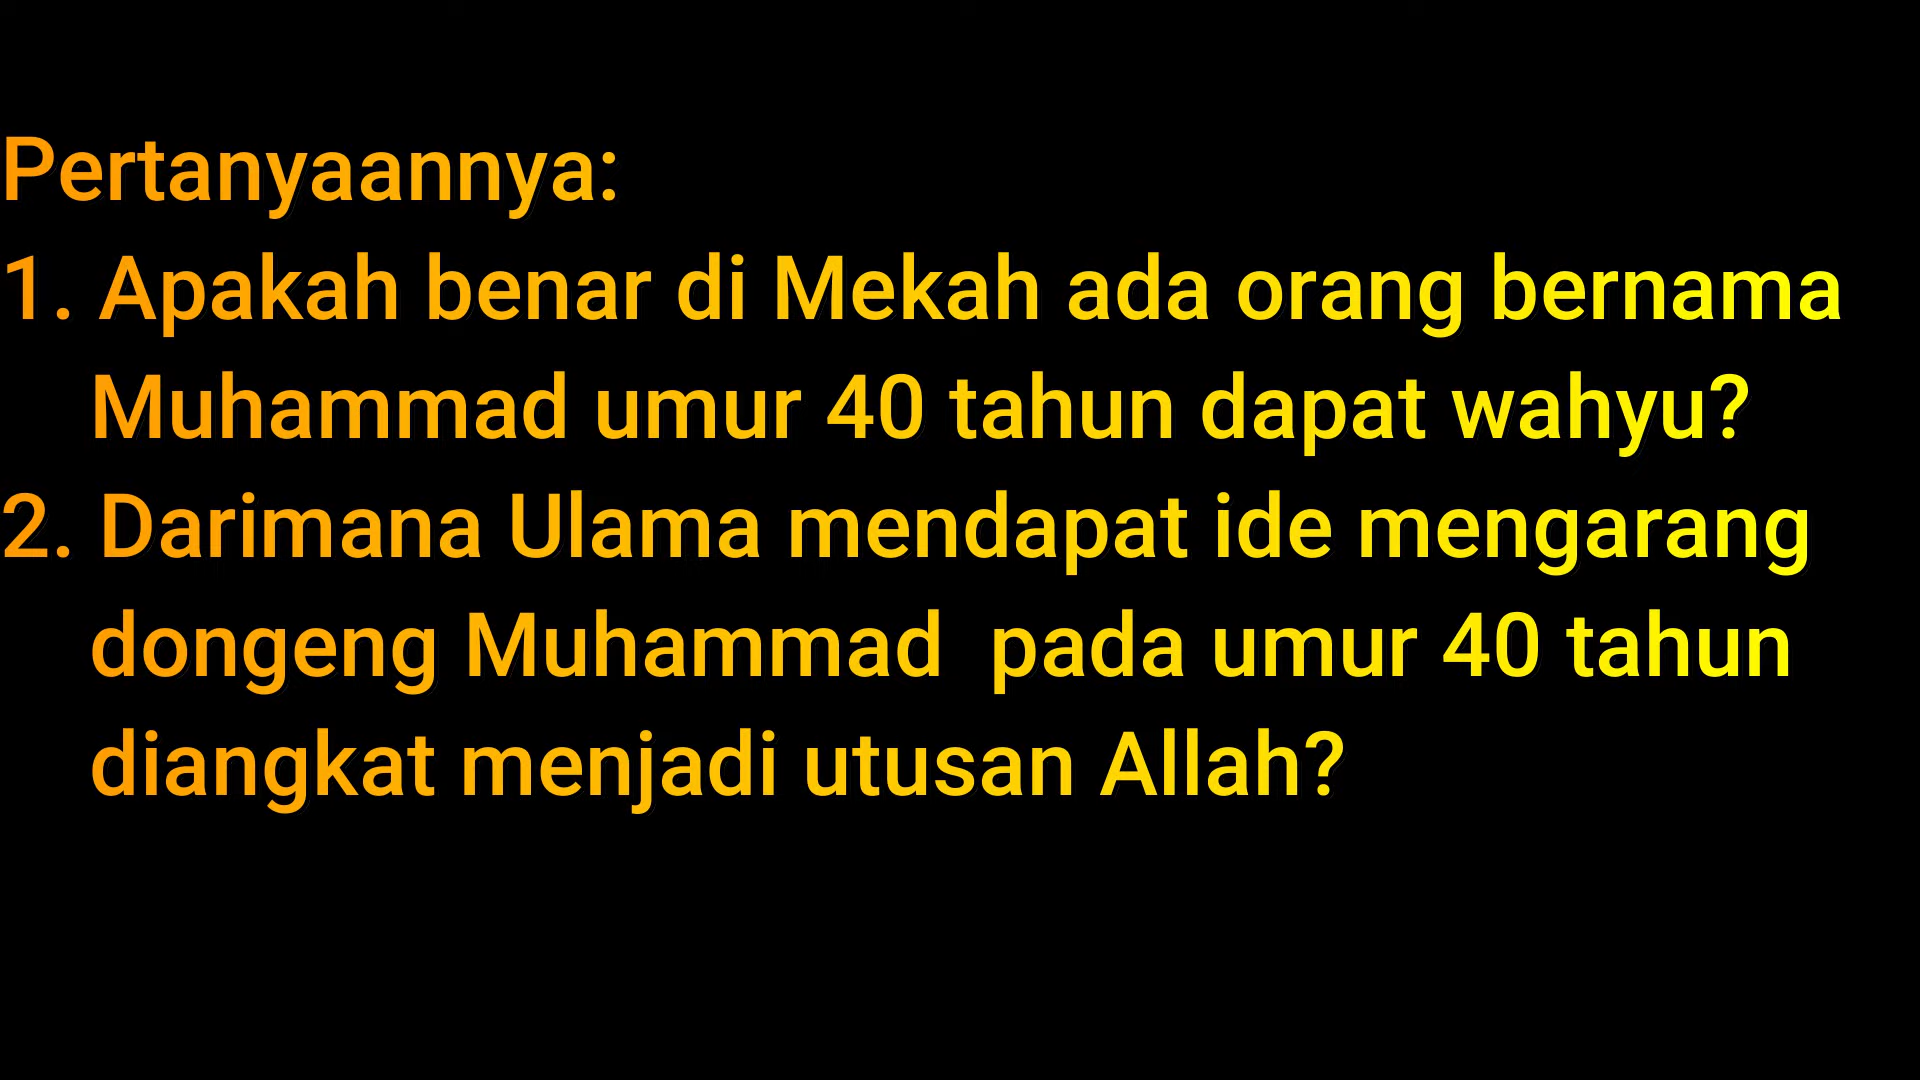 Pertanyaannya:
1. Apakah benar di Mekah ada orang bernama
Muhammad umur 40 tahun dapat wahyu?
2. Darimana Ulama mendapat ide mengarang
dongeng Muhammad  pada umur 40 tahun
diangkat menjadi utusan Allah?